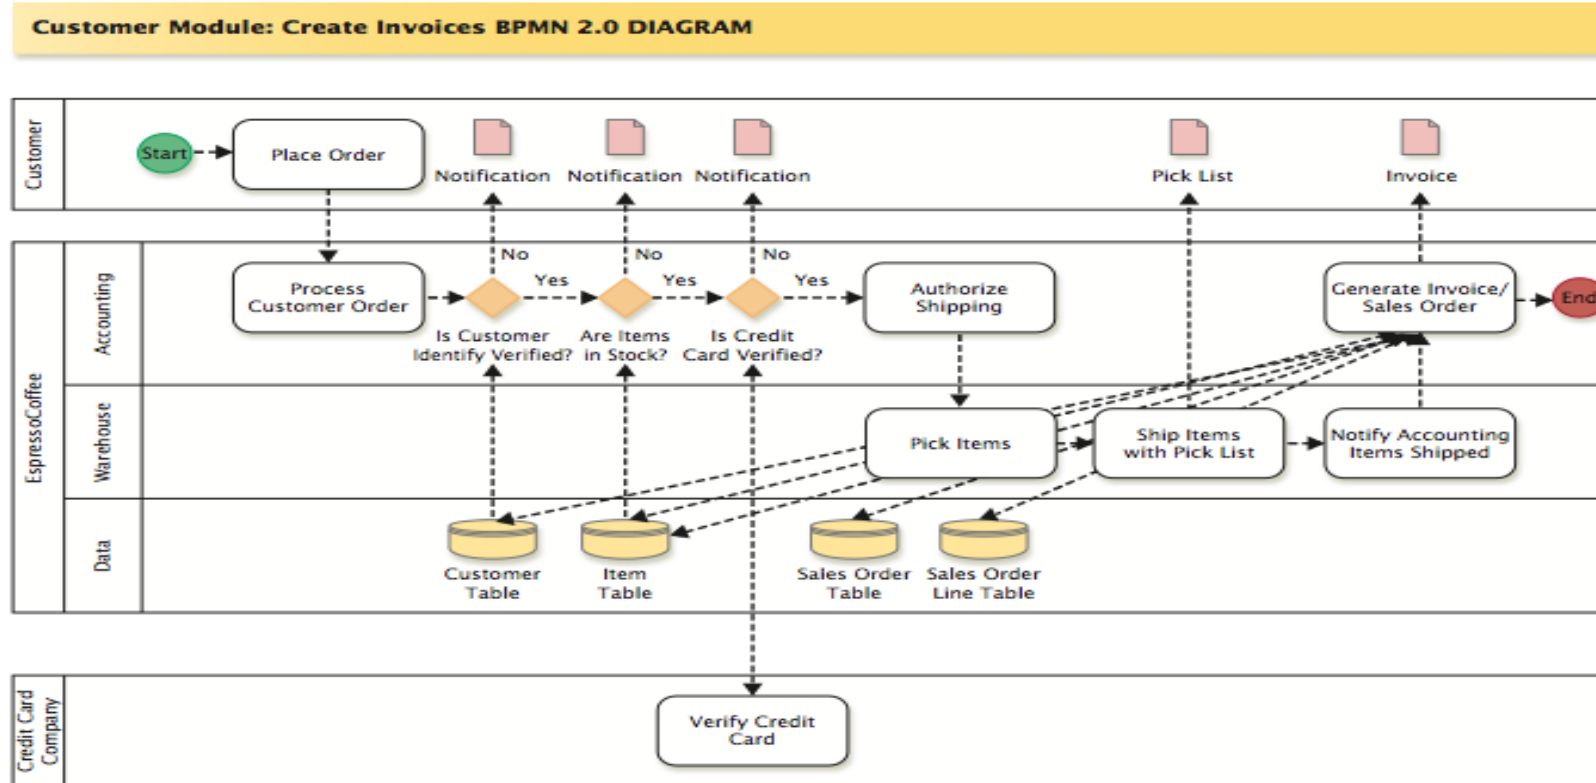 Customer Module: Create Invoices BPMN 2.0 DIAGRAM
Customer
Start
Place Order
Notification
Notification
Notification
Pick List
Invoice
EspressoCoffee
Accounting
Process
Customer Order
No
No
No
Yes
Yes
Yes
Is Customer
Identify Verified?
Are Items
in Stock?
Is Credit
Card Verified?
Authorize
Shipping
Generate Invoice/
Sales Order
End
Warehouse
Pick Items
Ship Items
with Pick List
Notify Accounting
Items Shipped
Data
Customer
Table
Item
Table
Sales Order
Table
Sales Order
Line Table
Credit Card
Company
Verify Credit
Card